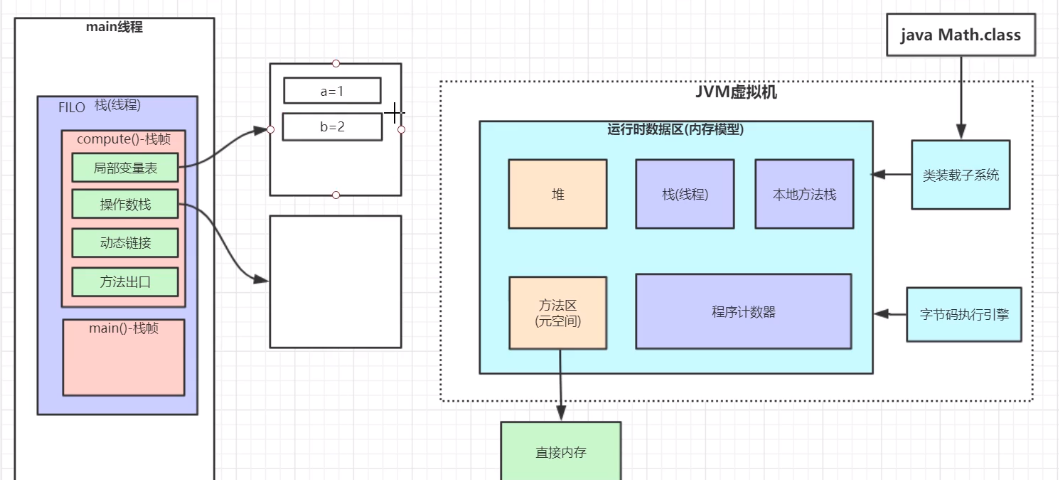 main线程
FILO 栈(线程)
compute()-栈帧
局部变量表
操作数栈
动态链接
方法出口
main()-栈帧
a=1
b=2
java Math.class
JVM虚拟机
运行时数据区(内存模型)
堆
栈(线程)
本地方法栈
类装载子系统
方法区
(元空间)
程序计数器
字节码执行引擎
直接内存